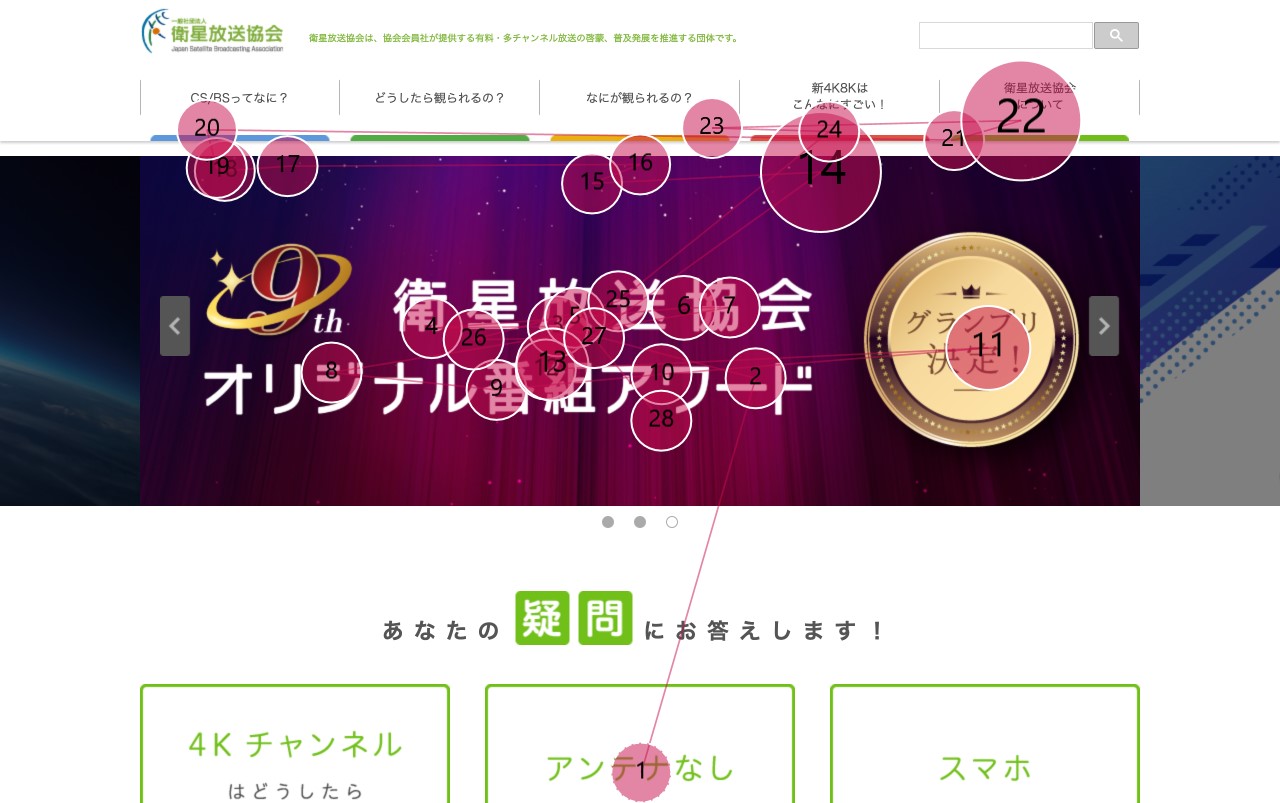 一般社団法人
衛星放送協会
Japan Satellite Broadcasting Association
衛星放送協会は、協会会員社が提供する有料・多チャンネル放送の啓蒙、普及発展を推進する団体です。
CS/BSってなに？
どうしたら観られるの？
なにが観られるの？
新4K8Kは
こんなにすごい！
衛星放送協会
について
20
23
24
21
22
19
18
17
16
15
14
9th
衛星放送協会
オリジナル番組アワード
グランプリ
決定！
25
5
6
7
4
3
26
27
13
8
9
10
2
11
28
あなたの疑問にお答えします！
4K チャンネル
はどうしたら
アンテナなし
1
スマホ